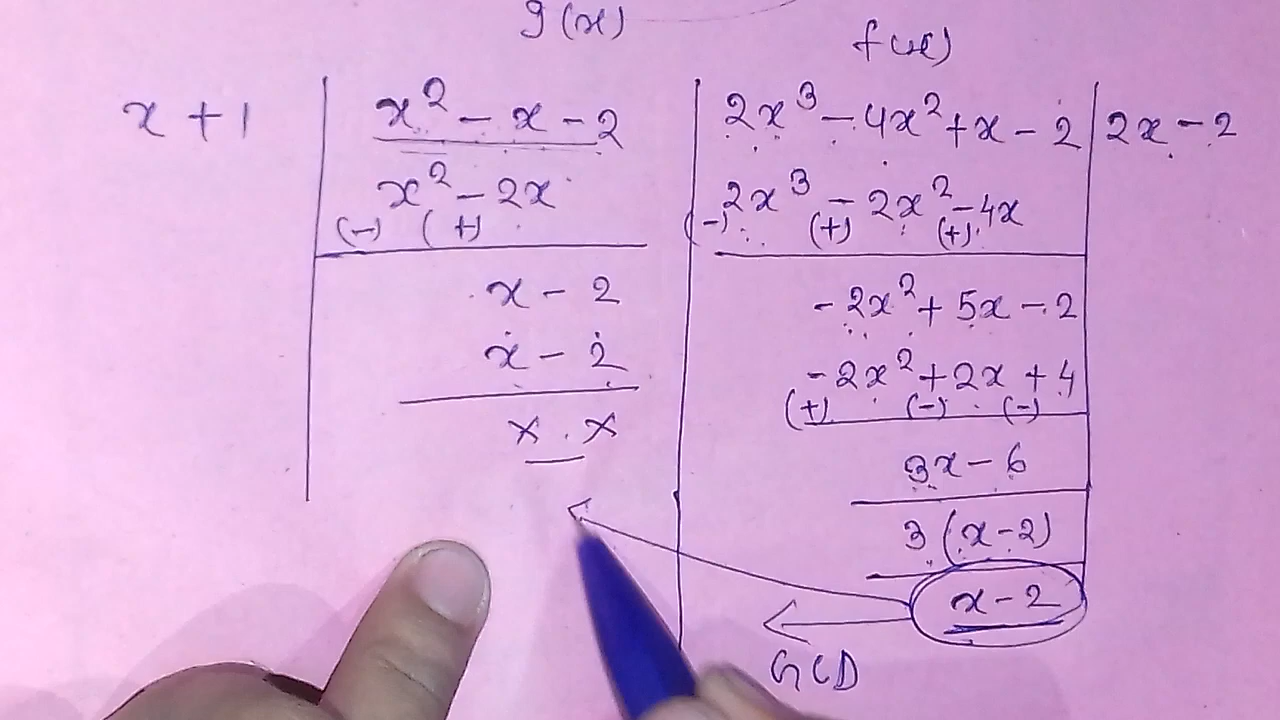 g(x) f(x)
x + 1 | x² - x - 2 | 2x³ - 4x² + x - 2 | 2x - 2
x² - 2x 2x³ - 2x² - 4x
(-) (+) (-) (+) (+)
x - 2 - 2x² + 5x - 2
x - 2 - 2x² + 2x + 4
(+) (-) (-)
x . x 3x - 6
3 (x - 2)
x - 2
GCD